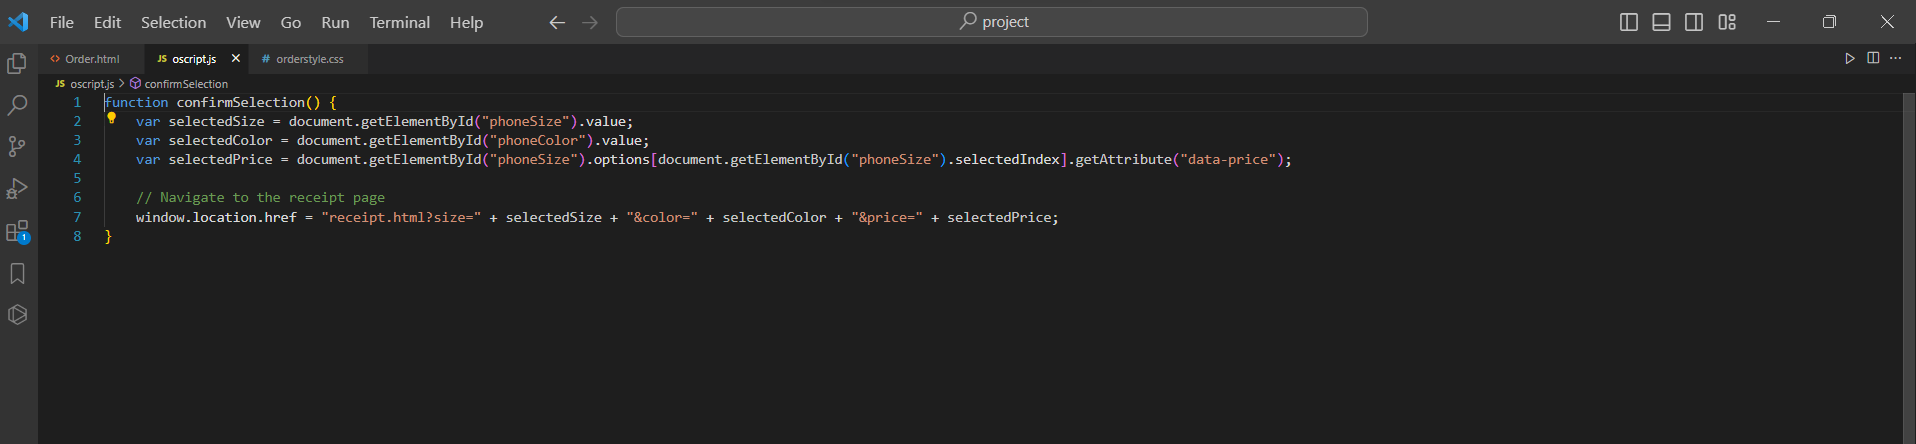 File Edit Selection View Go Run Terminal Help project
Order.html JS oscript.js # orderstyle.css
JS oscript.js > confirmSelection
1 function confirmSelection() {
2 var selectedSize = document.getElementById("phoneSize").value;
3 var selectedColor = document.getElementById("phoneColor").value;
4 var selectedPrice = document.getElementById("phoneSize").options[document.getElementById("phoneSize").selectedIndex].getAttribute("data-price");
5
6 // Navigate to the receipt page
7 window.location.href = "receipt.html?size=" + selectedSize + "&color=" + selectedColor + "&price=" + selectedPrice;
8 }
1